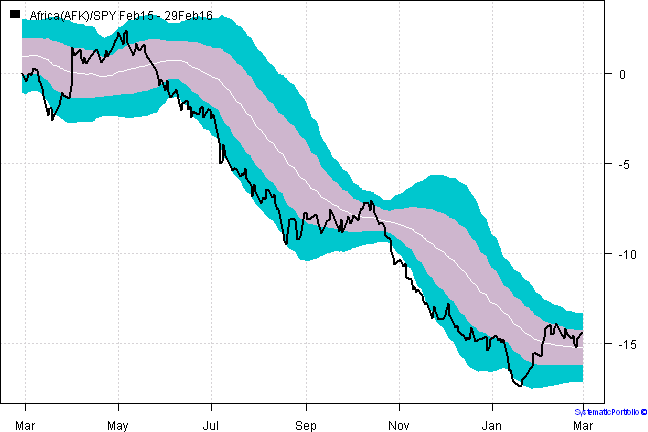 Africa(AFK)/SPY Feb15 - 29Feb16
0
-5
-10
-15
Mar May Jul Sep Nov Jan Mar
SystematicPortfolio ©